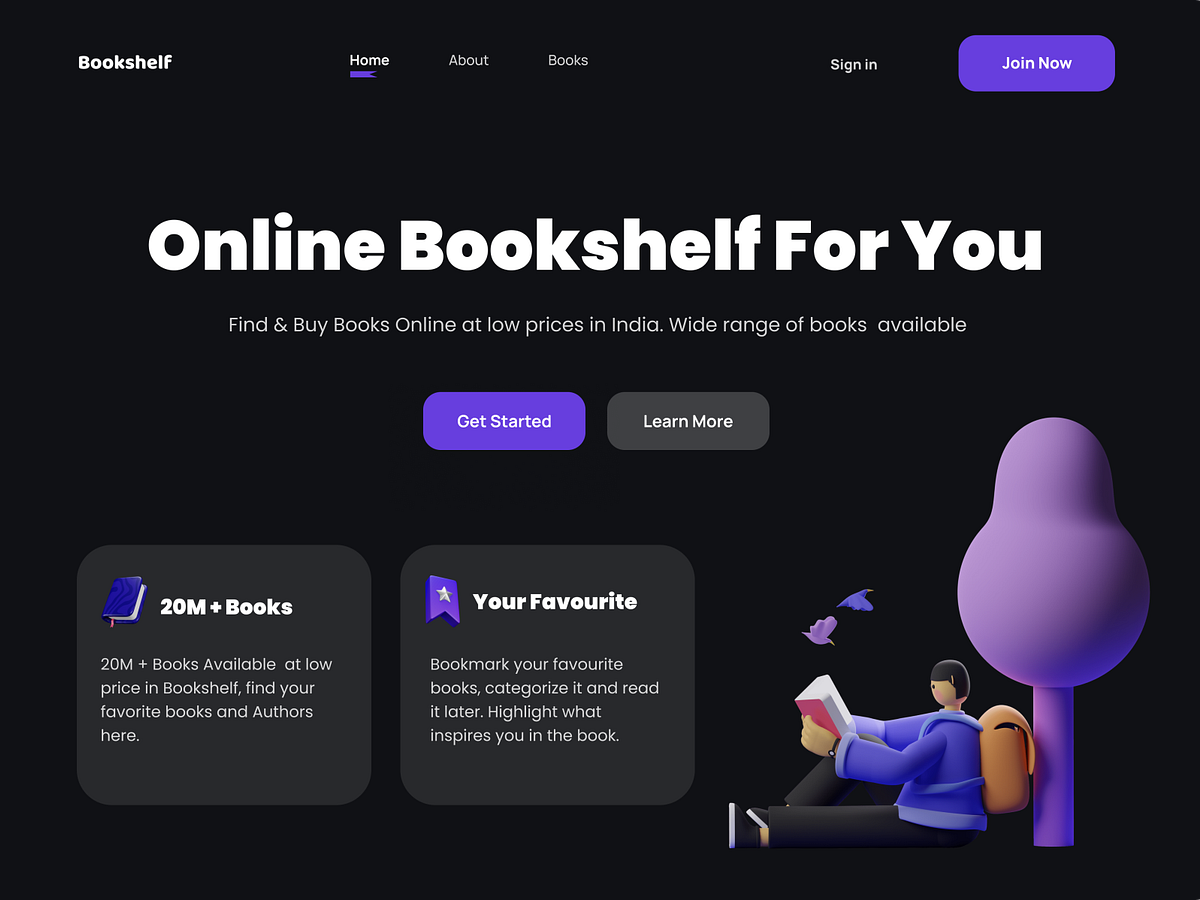 Bookshelf
Home
About
Books
Sign in
Join Now
Online Bookshelf For You
Find & Buy Books Online at low prices in India. Wide range of books  available
Get Started
Learn More
20M + Books
20M + Books Available  at low
price in Bookshelf, find your
favorite books and Authors
here.
Your Favourite
Bookmark your favourite
books, categorize it and read
it later. Highlight what
inspires you in the book.